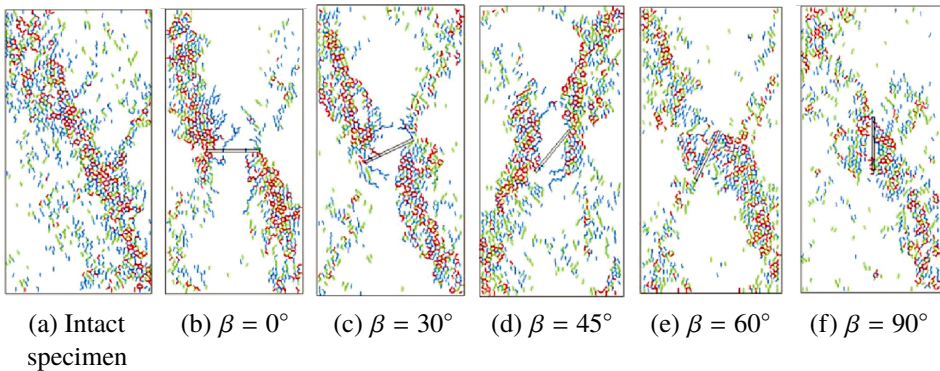 (a) Intact specimen
(b) β = 0°
(c) β = 30°
(d) β = 45°
(e) β = 60°
(f) β = 90°